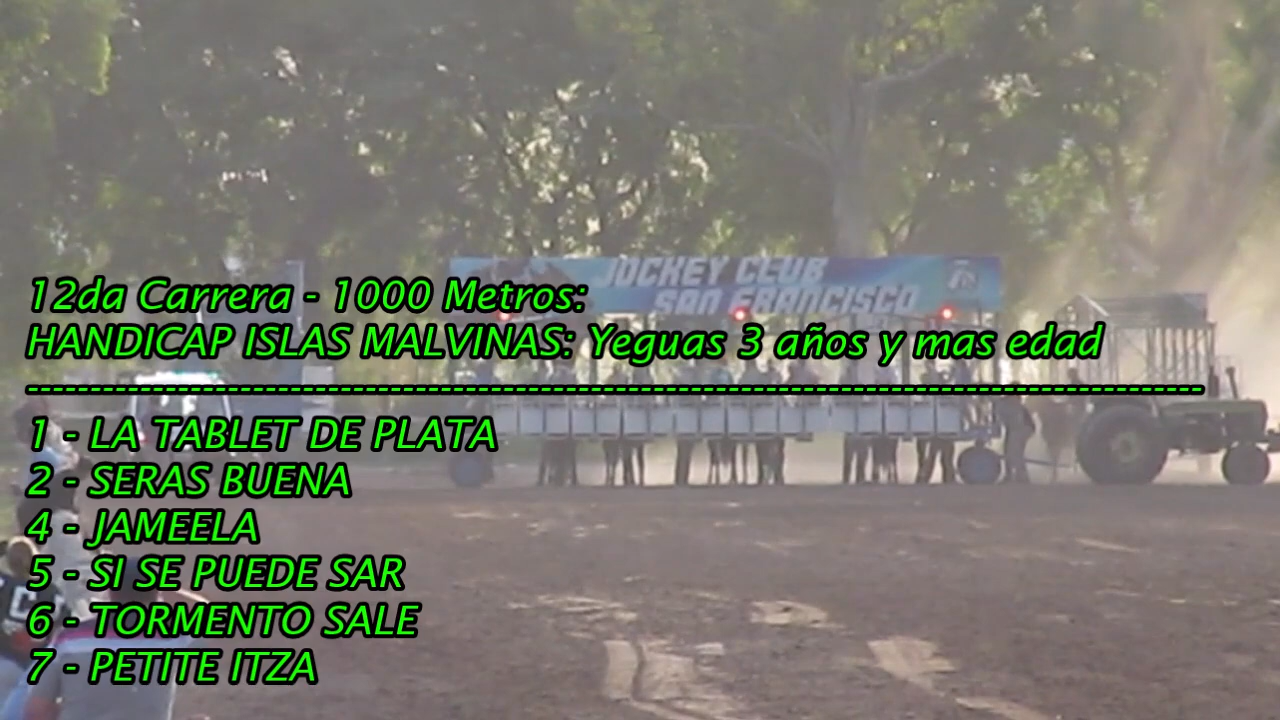 JOCKEY CLUB
SAN FRANCISCO
12da Carrera - 1000 Metros:
HANDICAP ISLAS MALVINAS: Yeguas 3 años y mas edad
--------------------------------------------------------------------------------
1 - LA TABLET DE PLATA
2 - SERAS BUENA
4 - JAMEELA
5 - SI SE PUEDE SAR
6 - TORMENTO SALE
7 - PETITE ITZA